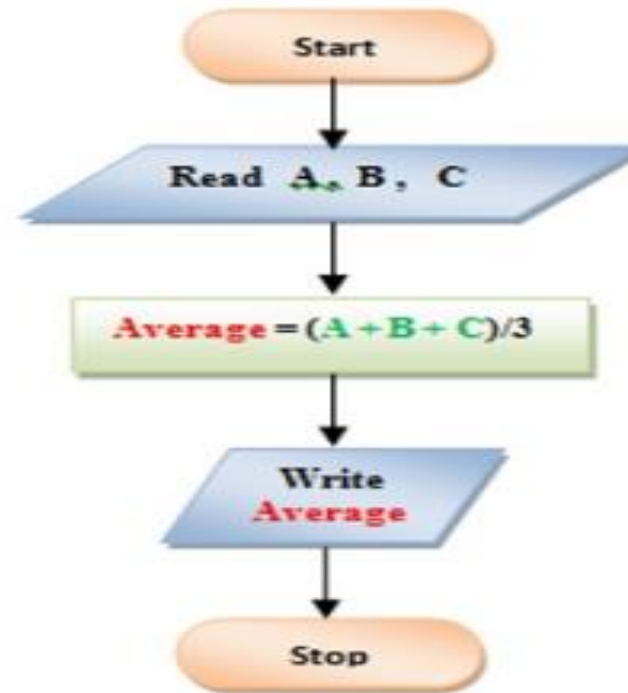 Start
Read A, B, C
Average = (A + B + C)/3
Write
Average
Stop